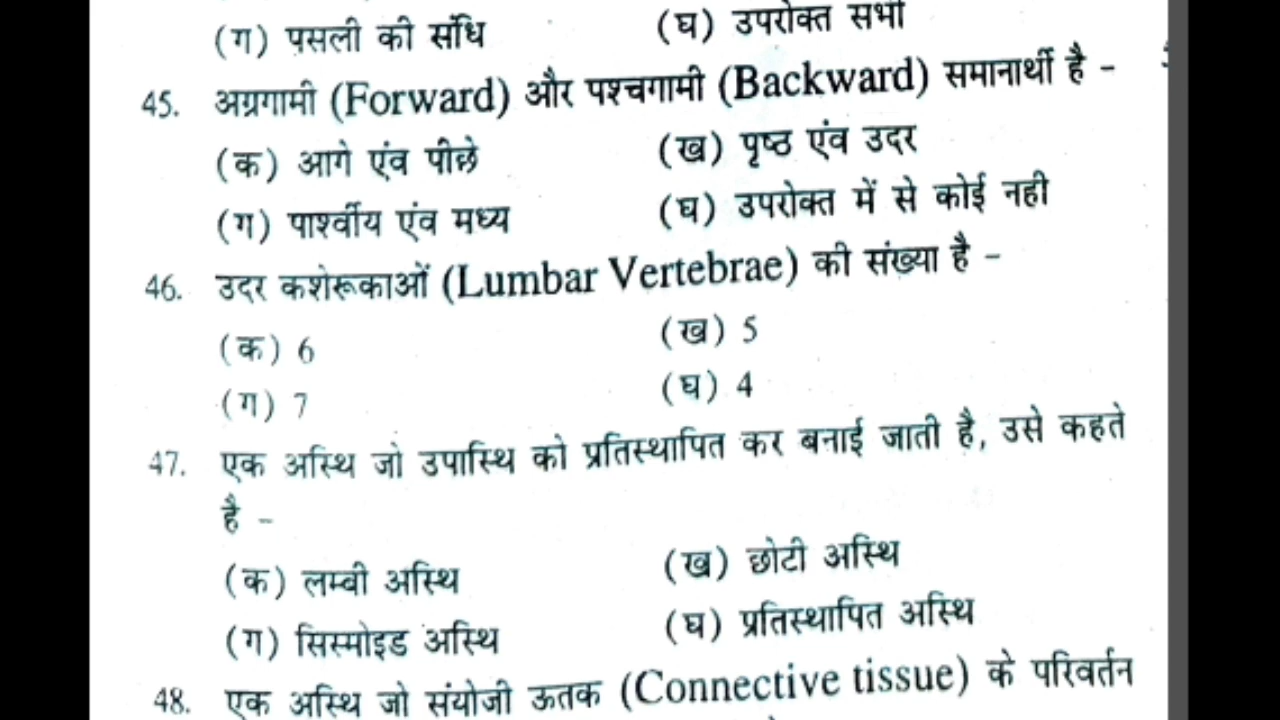 (ग) पसली की संधि (घ) उपरोक्त सभी
45. अग्रगामी (Forward) और पश्चगामी (Backward) समानार्थी है -
(क) आगे एंव पीछे (ख) पृष्ठ एंव उदर
(ग) पार्श्वीय एंव मध्य (घ) उपरोक्त में से कोई नही
46. उदर कशेरूकाओं (Lumbar Vertebrae) की संख्या है -
(क) 6 (ख) 5
(ग) 7 (घ) 4
47. एक अस्थि जो उपास्थि को प्रतिस्थापित कर बनाई जाती है, उसे कहते
है -
(क) लम्बी अस्थि (ख) छोटी अस्थि
(ग) सिस्मोइड अस्थि (घ) प्रतिस्थापित अस्थि
48. एक अस्थि जो संयोजी ऊतक (Connective tissue) के परिवर्तन